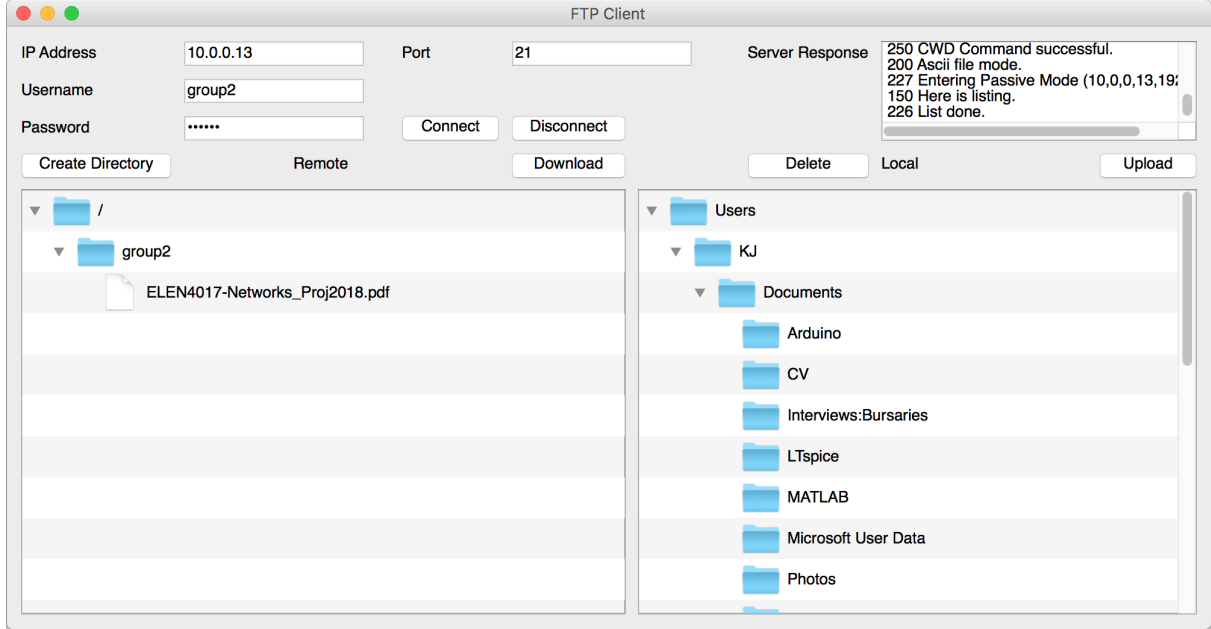 FTP Client
IP Address 10.0.0.13 Port 21 Server Response
250 CWD Command successful.
200 Ascii file mode.
227 Entering Passive Mode (10,0,0,13,192
150 Here is listing.
226 List done.
Username group2
Password •••••• Connect Disconnect
Create Directory Remote Download Delete Local Upload
/
group2
ELEN4017-Networks_Proj2018.pdf
Users
KJ
Documents
Arduino
CV
Interviews:Bursaries
LTspice
MATLAB
Microsoft User Data
Photos